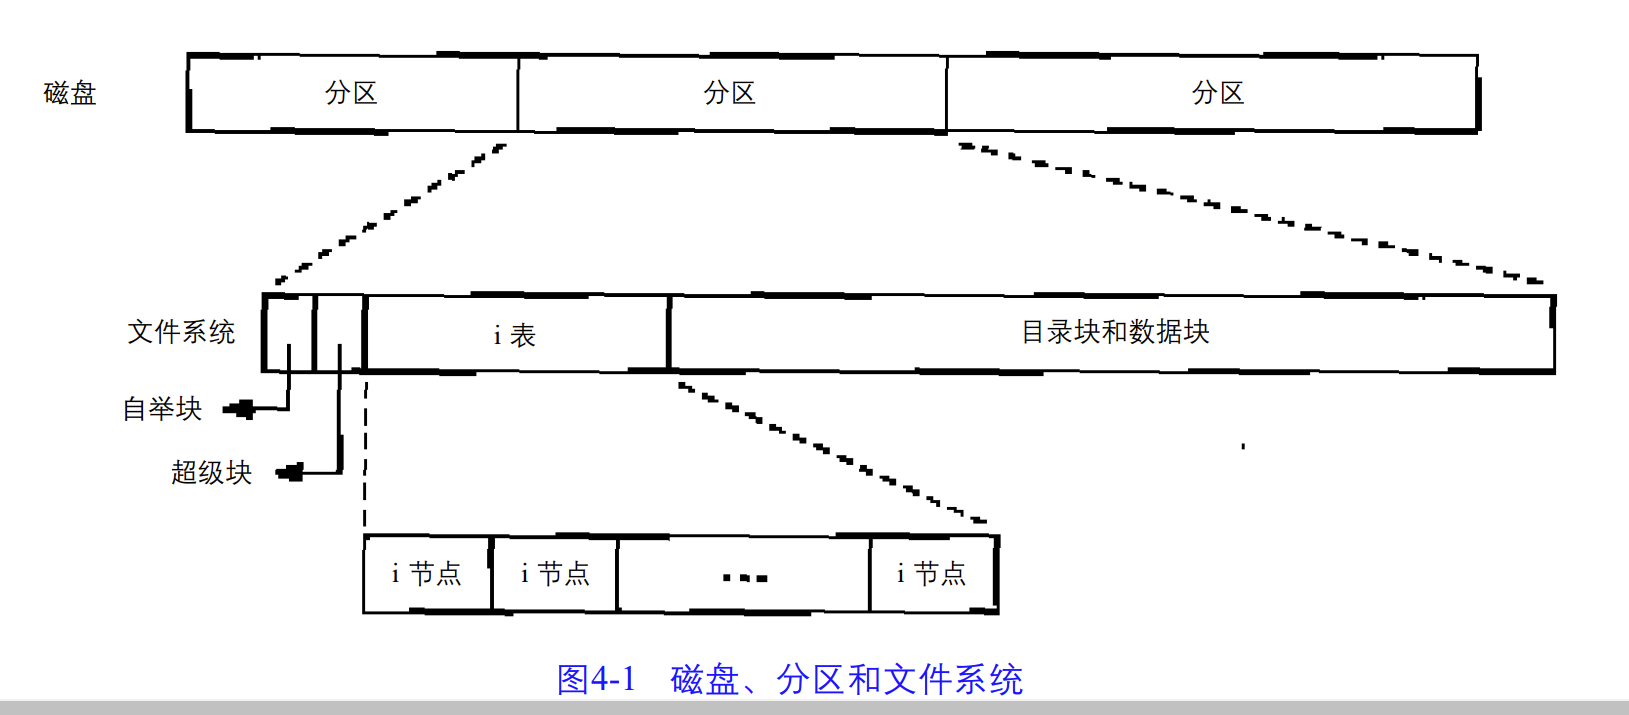 磁盘 分区 分区 分区
文件系统 i 表 目录块和数据块
自举块
超级块
i 节点 i 节点 ··· i 节点
图4-1 磁盘、分区和文件系统